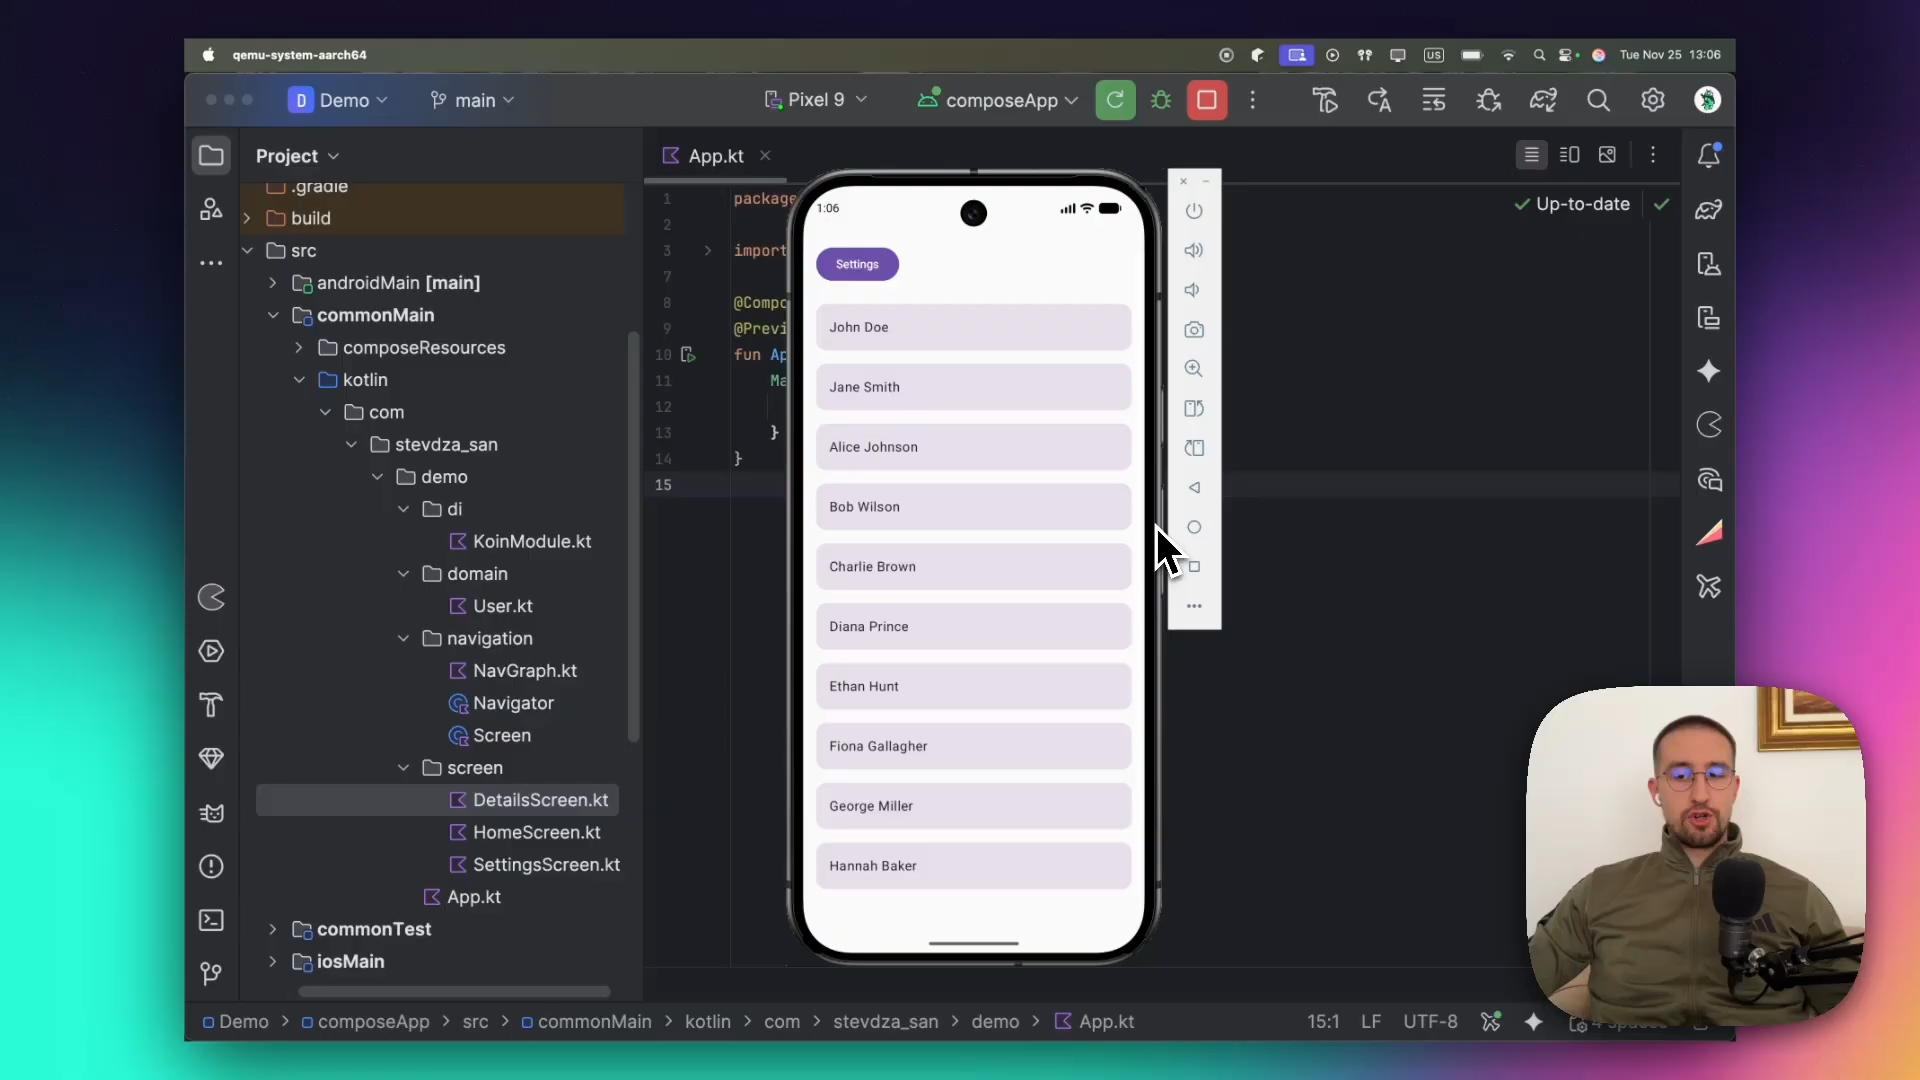 qemu-system-aarch64
US
Tue Nov 25 13:06
D Demo
main
Pixel 9
composeApp
Project
App.kt
.gradle
build
src
androidMain [main]
commonMain
composeResources
kotlin
com
stevdza_san
demo
di
KoinModule.kt
domain
User.kt
navigation
NavGraph.kt
Navigator
Screen
screen
DetailsScreen.kt
HomeScreen.kt
SettingsScreen.kt
App.kt
commonTest
iosMain
1 package
2
3 import
7
8 @Compo
9 @Previ
10 fun Ap
11 Ma
12
13 }
14 }
15
Up-to-date
1:06
Settings
John Doe
Jane Smith
Alice Johnson
Bob Wilson
Charlie Brown
Diana Prince
Ethan Hunt
Fiona Gallagher
George Miller
Hannah Baker
Demo > composeApp > src > commonMain > kotlin > com > stevdza_san > demo > App.kt
15:1 LF UTF-8 4 spaces